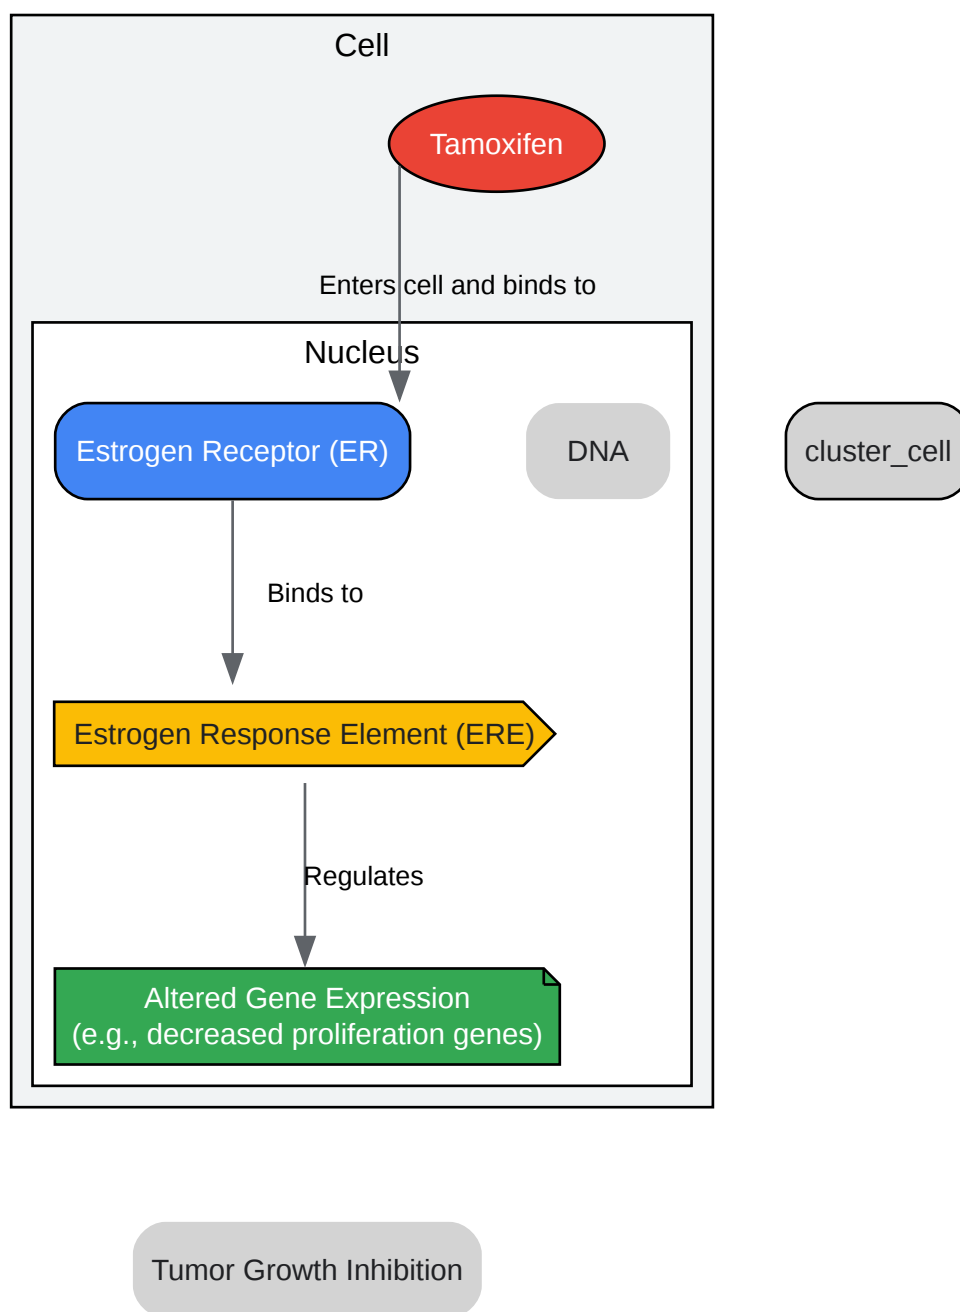 Cell
Tamoxifen
Enters cell and binds to
Nucleus
Estrogen Receptor (ER)
DNA
cluster_cell
Binds to
Estrogen Response Element (ERE)
Regulates
Altered Gene Expression
(e.g., decreased proliferation genes)
Tumor Growth Inhibition